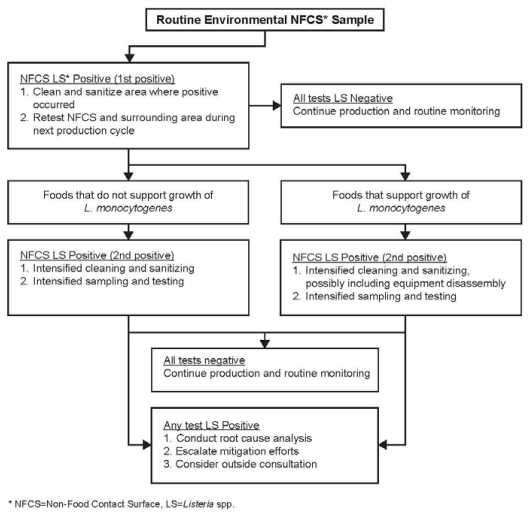 Routine Environmental NFCS* Sample
NFCS LS* Positive (1st positive)
1. Clean and sanitize area where positive
occurred
2. Retest NFCS and surrounding area during
next production cycle
All tests LS Negative
Continue production and routine monitoring
Foods that do not support growth of
L. monocytogenes
Foods that support growth of
L. monocytogenes
NFCS LS Positive (2nd positive)
1. Intensified cleaning and sanitizing
2. Intensified sampling and testing
NFCS LS Positive (2nd positive)
1. Intensified cleaning and sanitizing,
possibly including equipment disassembly
2. Intensified sampling and testing
All tests negative
Continue production and routine monitoring
Any test LS Positive
1. Conduct root cause analysis
2. Escalate mitigation efforts
3. Consider outside consultation
* NFCS=Non-Food Contact Surface, LS=Listeria spp.